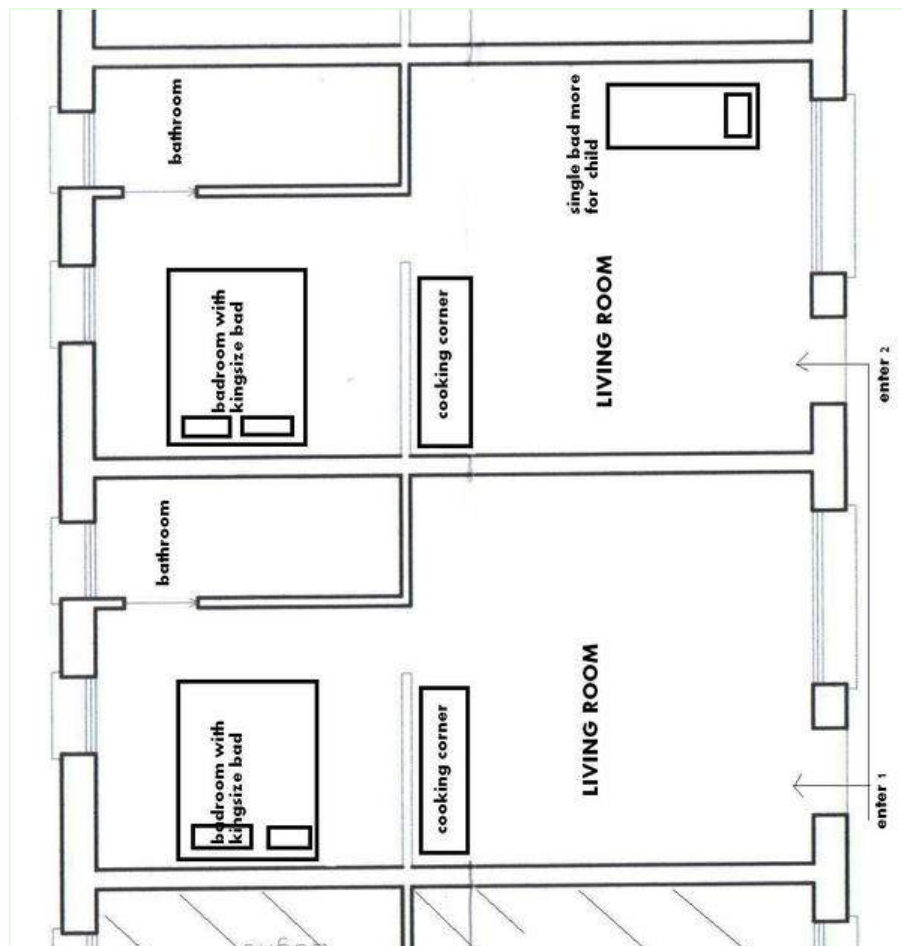 bathroom
single bad more
for child
badroom with
kingsize bad
cooking corner
LIVING ROOM
enter 2
bathroom
badroom with
kingsize bad
cooking corner
LIVING ROOM
enter 1